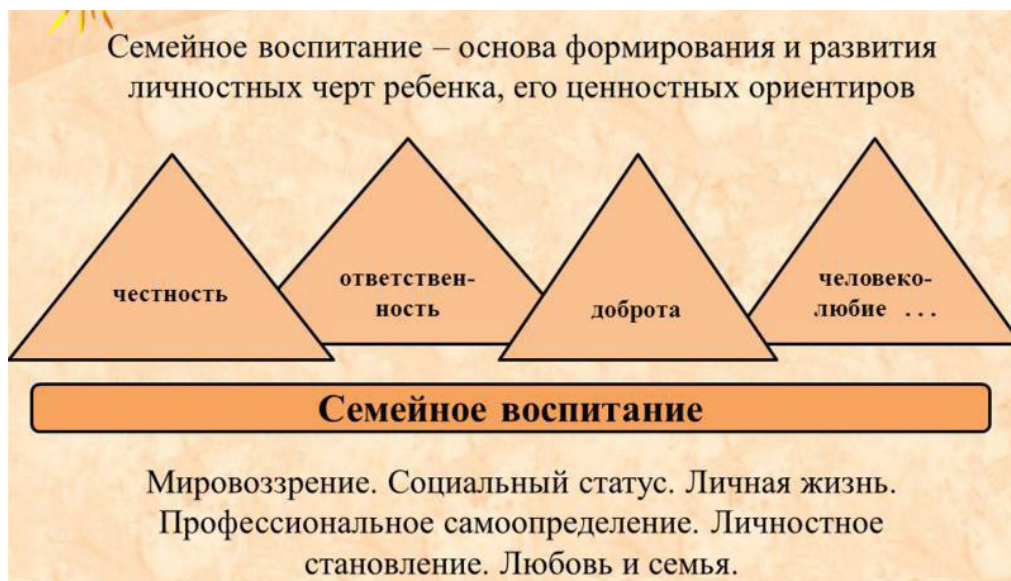 Семейное воспитание – основа формирования и развития
личностных черт ребенка, его ценностных ориентиров
честность
ответствен-
ность
доброта
человеко-
любие . . .
Семейное воспитание
Мировоззрение. Социальный статус. Личная жизнь.
Профессиональное самоопределение. Личностное
становление. Любовь и семья.